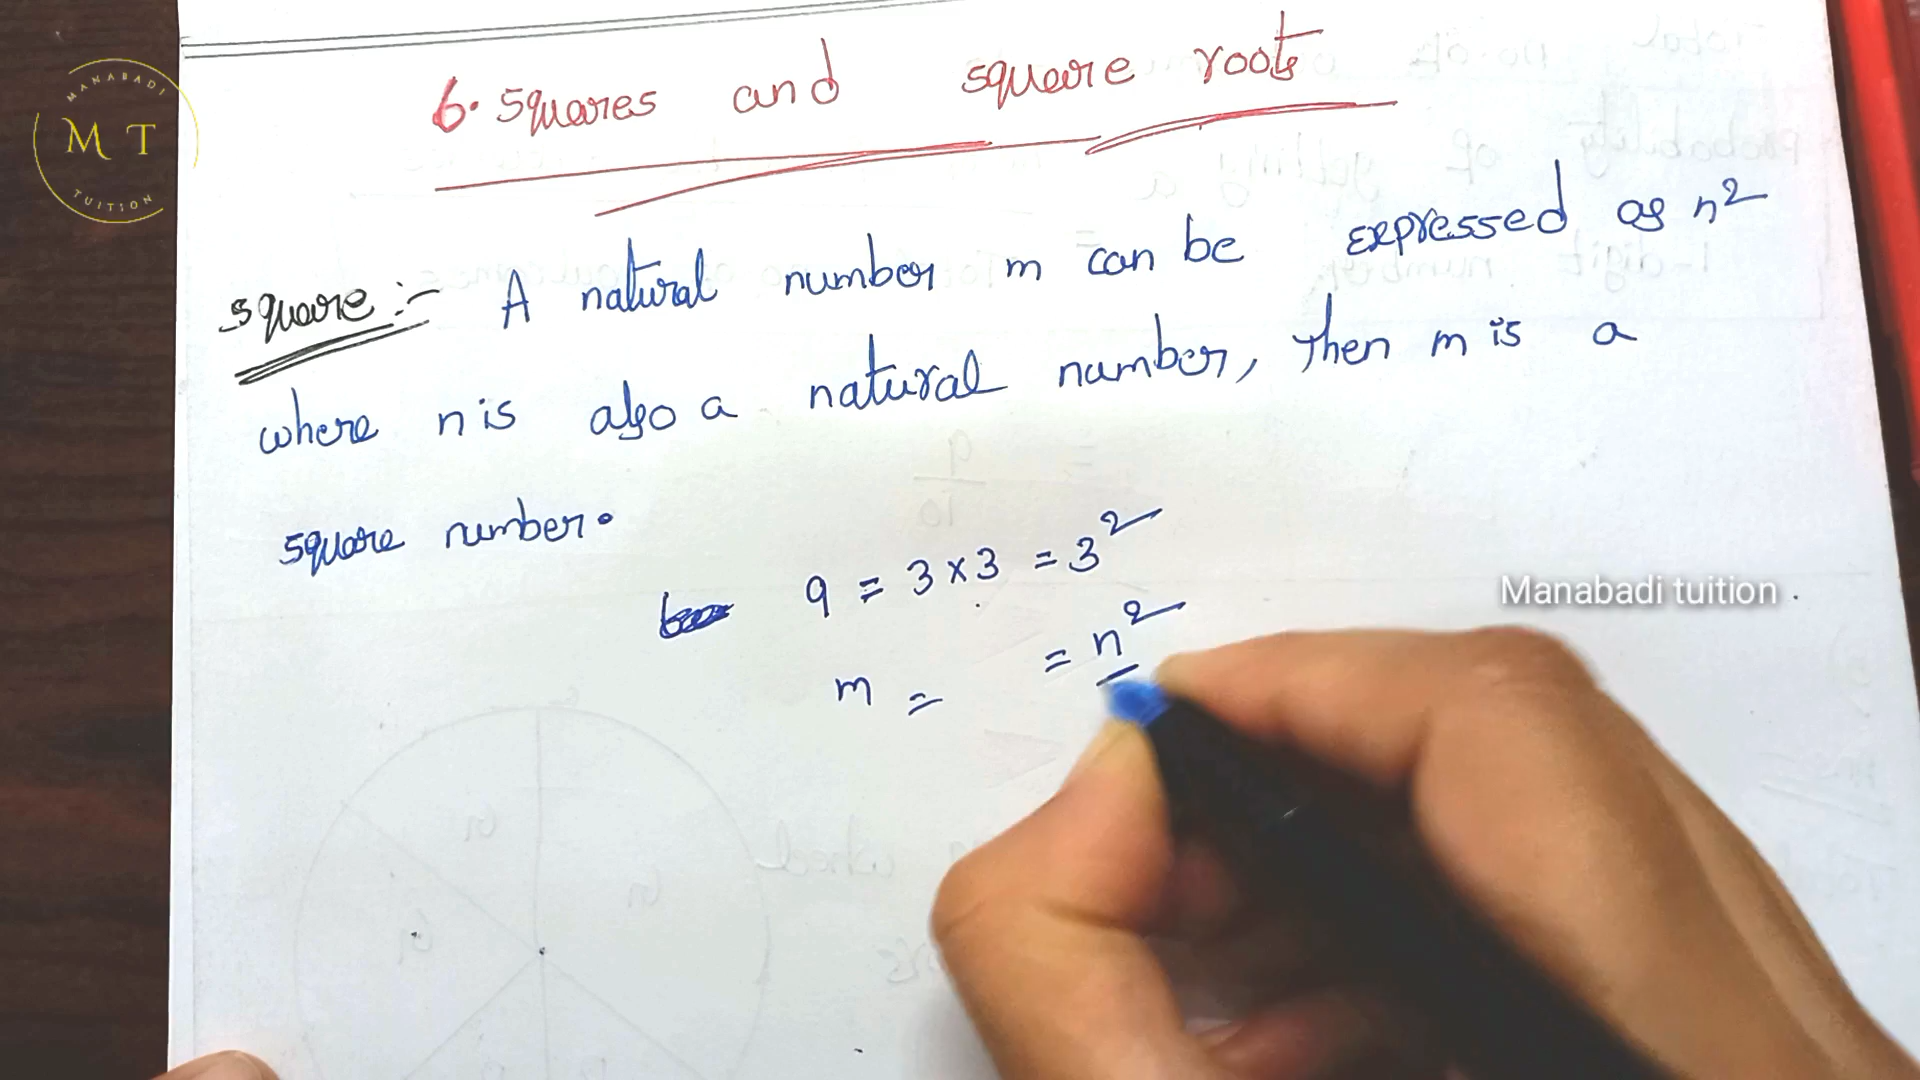 MANABADI
M T
TUITION
6. squares and square roots
square :- A natural number m can be expressed as n²
where n is also a natural number, then m is a
square number.
9 = 3 × 3 = 3²
m = = n²
Manabadi tuition .